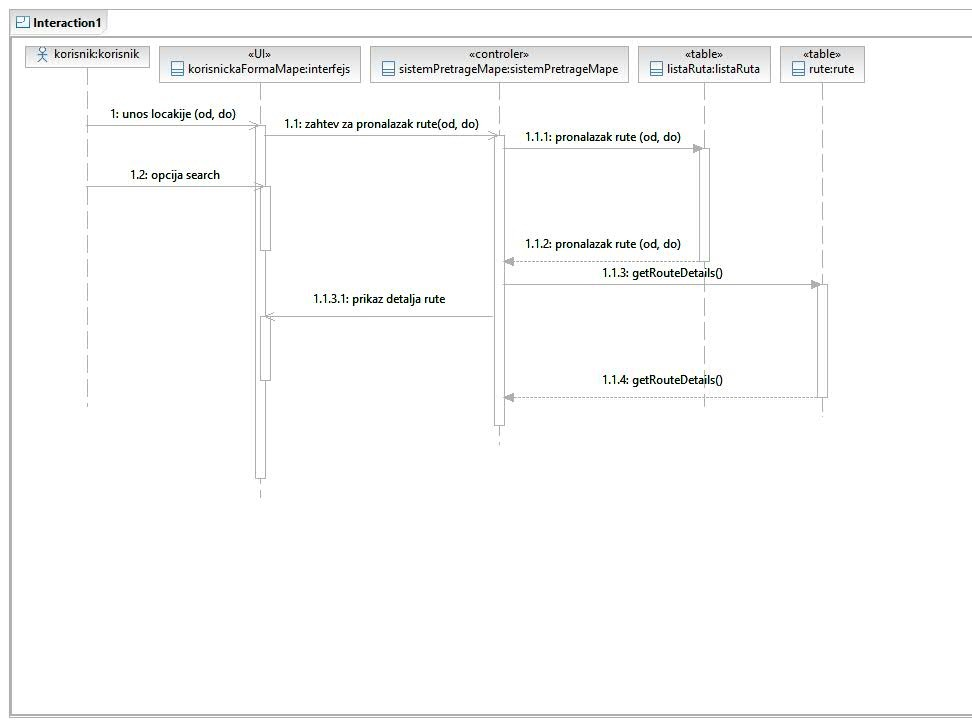 Interaction1
korisnik:korisnik
«UI»
korisnickaFormaMape:interfejs
«controler»
sistemPretrageMape:sistemPretrageMape
«table»
listaRuta:listaRuta
«table»
rute:rute
1: unos locakije (od, do)
1.1: zahtev za pronalazak rute(od, do)
1.1.1: pronalazak rute (od, do)
1.2: opcija search
1.1.2: pronalazak rute (od, do)
1.1.3: getRouteDetails()
1.1.3.1: prikaz detalja rute
1.1.4: getRouteDetails()